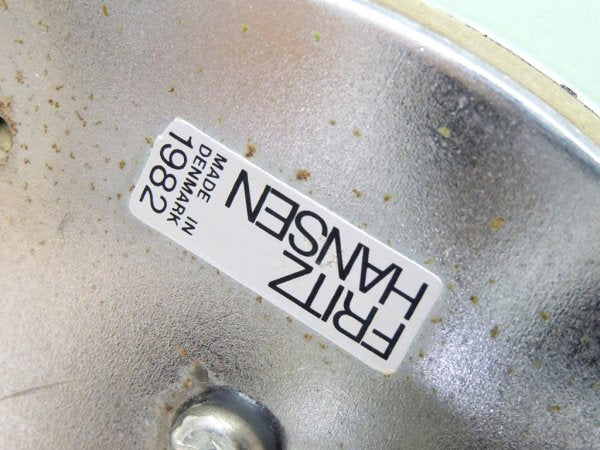 FRITZ
HANSEN
MADE IN
DENMARK
1982